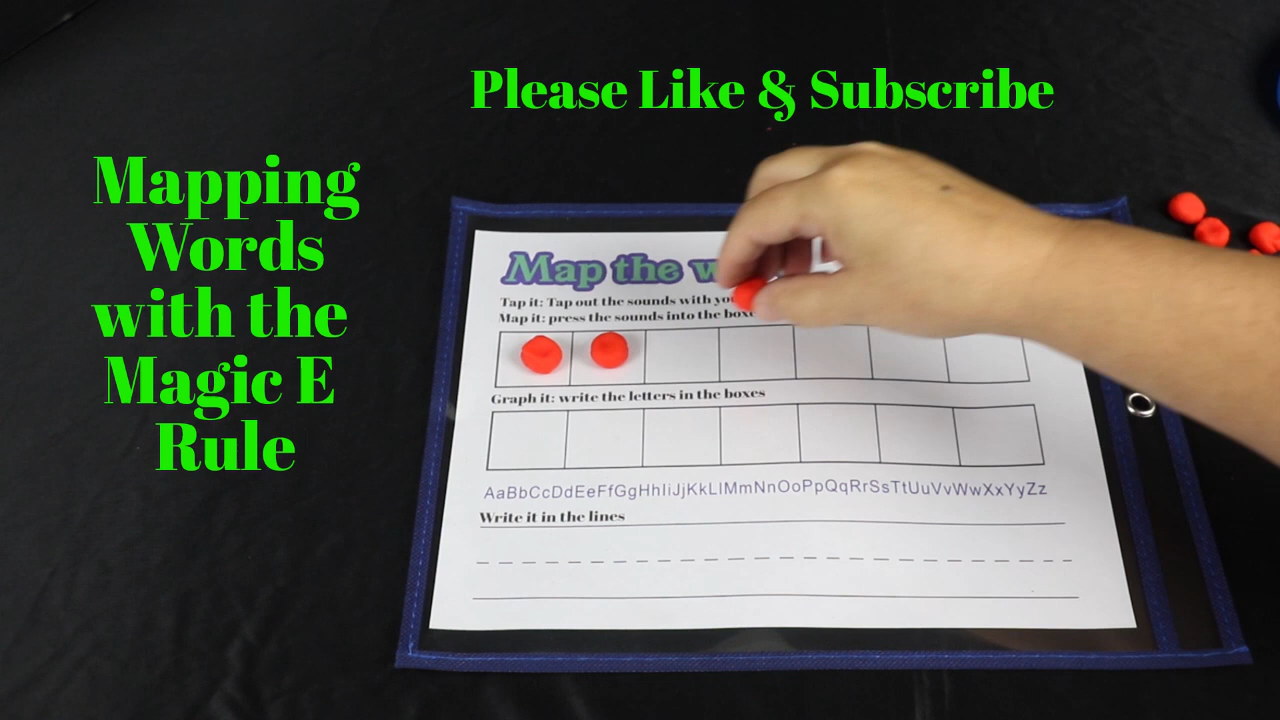 Please Like & Subscribe
Mapping
Words
with the
Magic E
Rule
Map the
Tap it: Tap out the sounds with
Map it: press the sounds into the
Graph it: write the letters in the boxes
AaBbCcDdEeFfGgHhIiJjKkLlMmNnOoPpQqRrSsTtUuVvWwXxYyZz
Write it in the lines